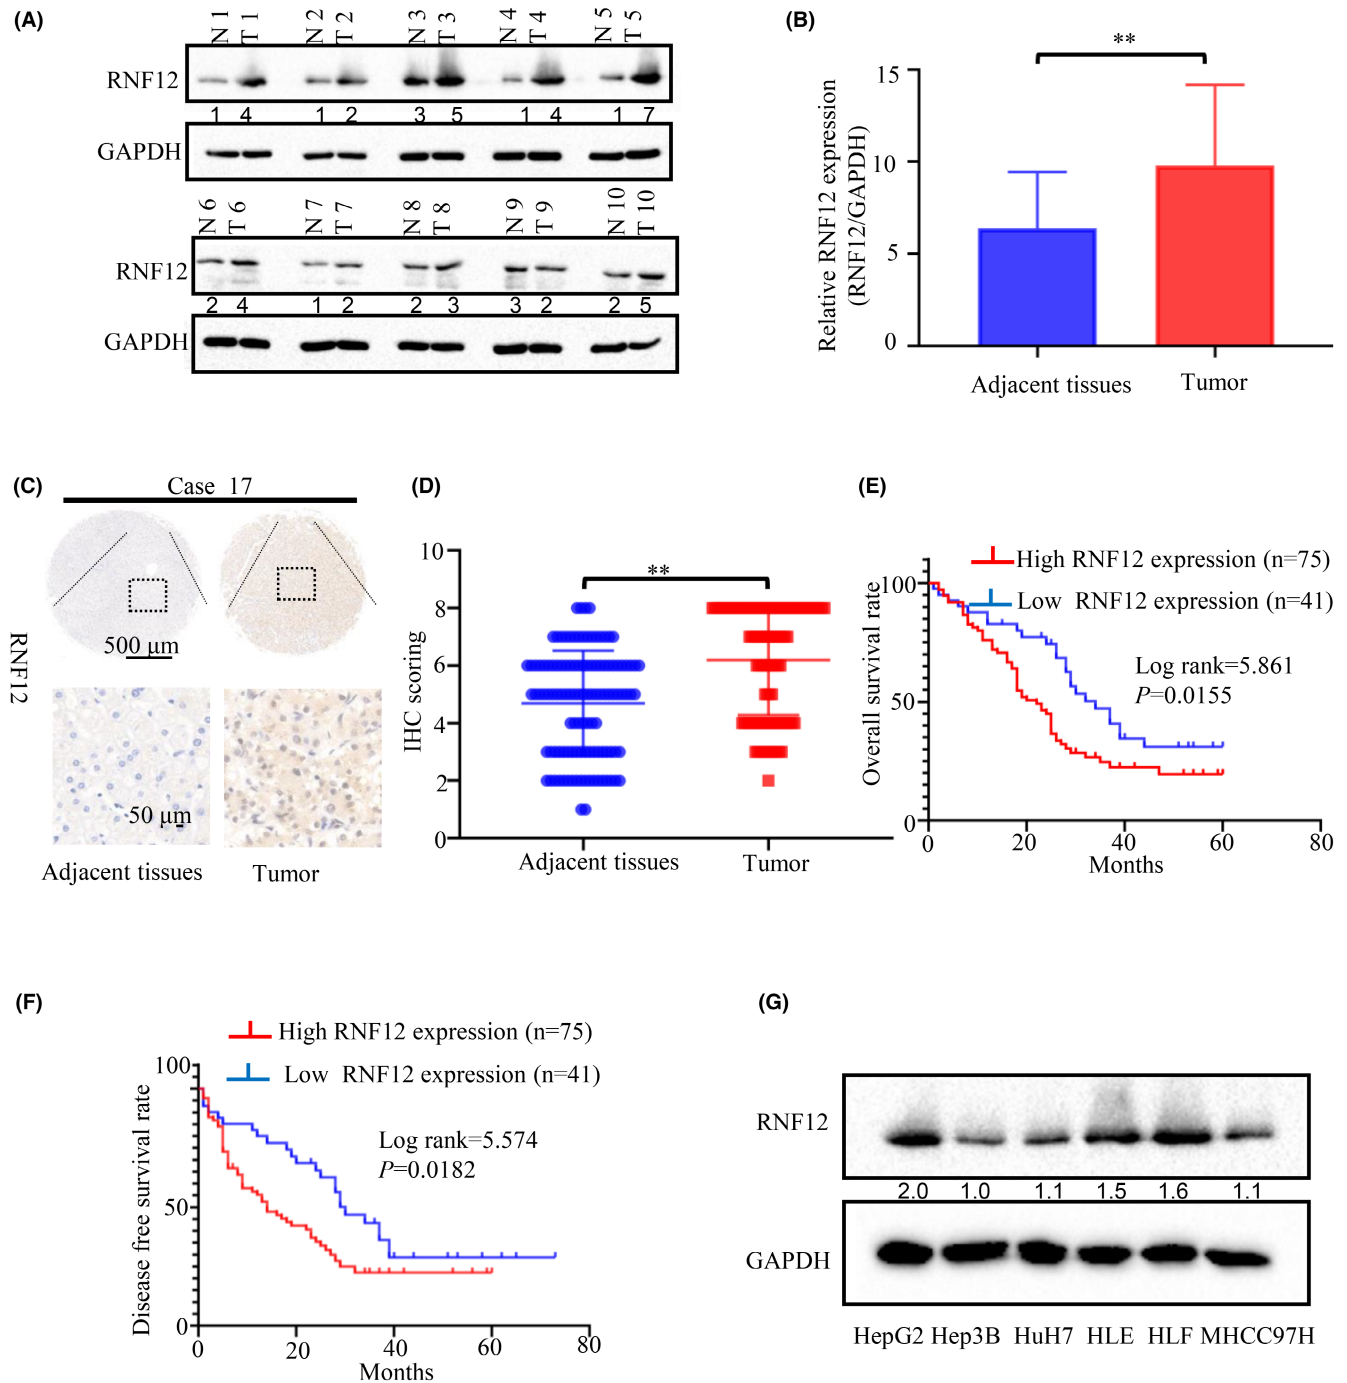 (A)
N 1 T 1 N 2 T 2 N 3 T 3 N 4 T 4 N 5 T 5
RNF12
1 4 1 2 3 5 1 4 1 7
GAPDH
N 6 T 6 N 7 T 7 N 8 T 8 N 9 T 9 N 10 T 10
RNF12
2 4 1 2 2 3 3 2 2 5
GAPDH
(B)
**
Relative RNF12 expression
(RNF12/GAPDH)
15
10
5
0
Adjacent tissues Tumor
(C)
Case 17
RNF12
500 μm
50 μm
Adjacent tissues Tumor
(D)
**
IHC scoring
10
8
6
4
2
0
Adjacent tissues Tumor
(E)
High RNF12 expression (n=75)
Low RNF12 expression (n=41)
Log rank=5.861
P=0.0155
Overall survival rate
100
50
0
0 20 40 60 80
Months
(F)
High RNF12 expression (n=75)
Low RNF12 expression (n=41)
Log rank=5.574
P=0.0182
Disease free survival rate
100
50
0
0 20 40 60 80
Months
(G)
RNF12
2.0 1.0 1.1 1.5 1.6 1.1
GAPDH
HepG2 Hep3B HuH7 HLE HLF MHCC97H